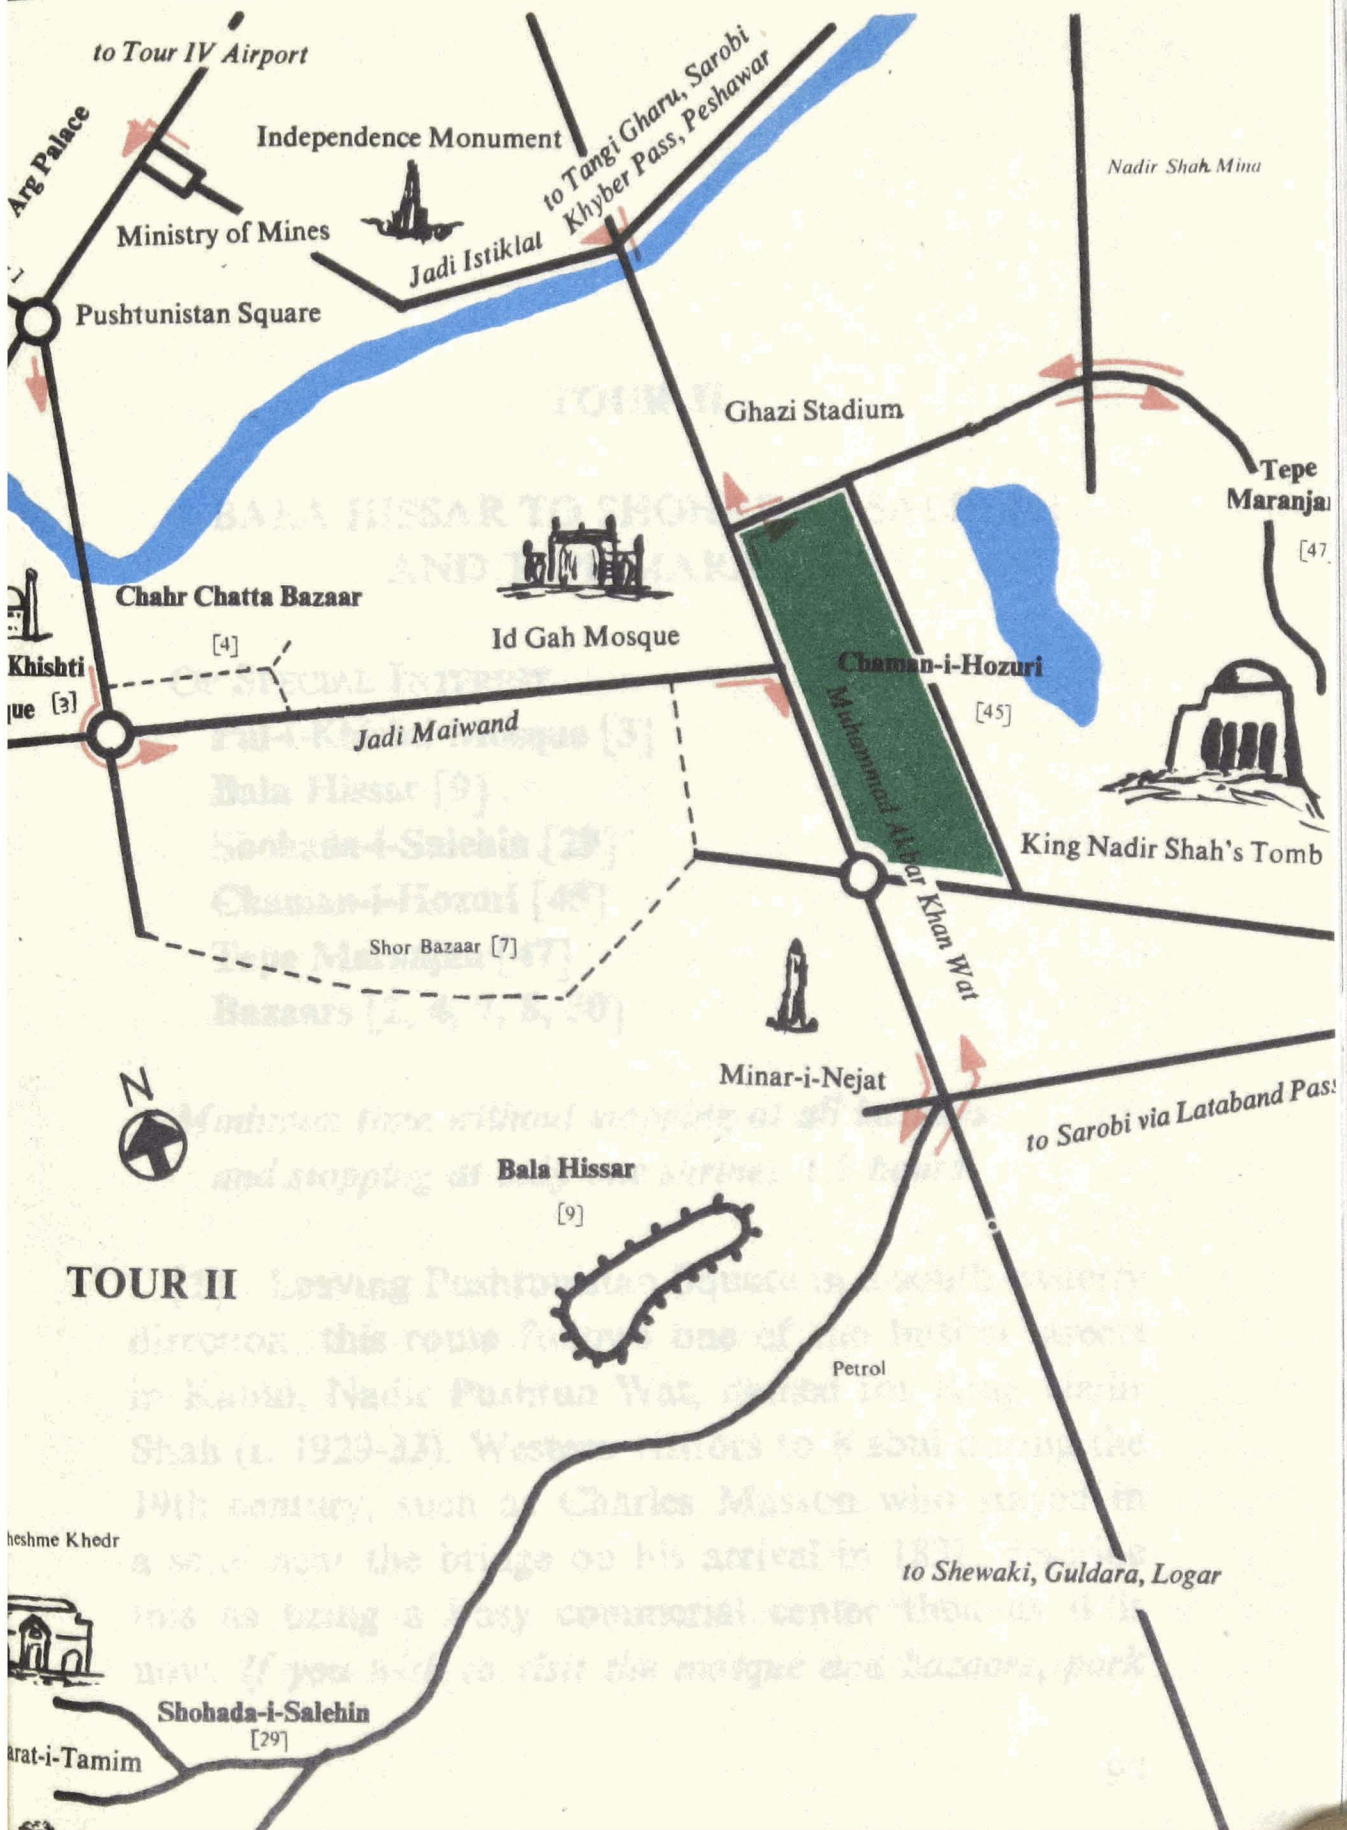 to Tour IV Airport
Arg Palace
Independence Monument
to Tangi Gharu, Sarobi
Khyber Pass, Peshawar
Nadir Shah Mina
Ministry of Mines
Jadi Istiklal
Pushtunistan Square
Ghazi Stadium
Tepe
Maranja
[47
Chahr Chatta Bazaar
[4]
Id Gah Mosque
Khishti
que [3]
Chaman-i-Hozuri
[45]
Jadi Maiwand
Muhammad Akbar Khan Wat
King Nadir Shah's Tomb
Shor Bazaar [7]
Minar-i-Nejat
N
to Sarobi via Lataband Pass
Bala Hissar
[9]
TOUR II
Petrol
heshme Khedr
to Shewaki, Guldara, Logar
Shohada-i-Salehin
[29]
arat-i-Tamim